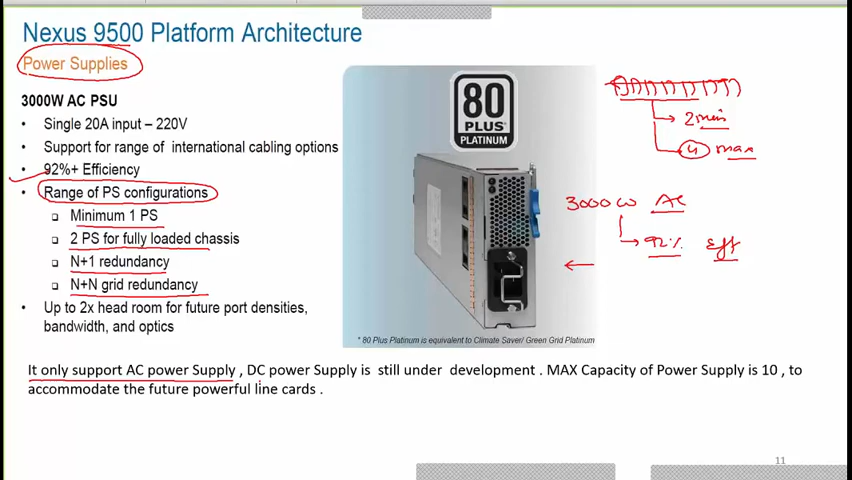 Nexus 9500 Platform Architecture
Power Supplies
3000W AC PSU
• Single 20A input – 220V
• Support for range of international cabling options
• 92%+ Efficiency
• Range of PS configurations
Minimum 1 PS
2 PS for fully loaded chassis
N+1 redundancy
N+N grid redundancy
• Up to 2x head room for future port densities,
bandwidth, and optics
80
PLUS
PLATINUM
* 80 Plus Platinum is equivalent to Climate Saver/ Green Grid Platinum
2 min
4 max
3000 W AC
92% Eff
It only support AC power Supply , DC power Supply is still under development . MAX Capacity of Power Supply is 10 , to
accommodate the future powerful line cards .
11